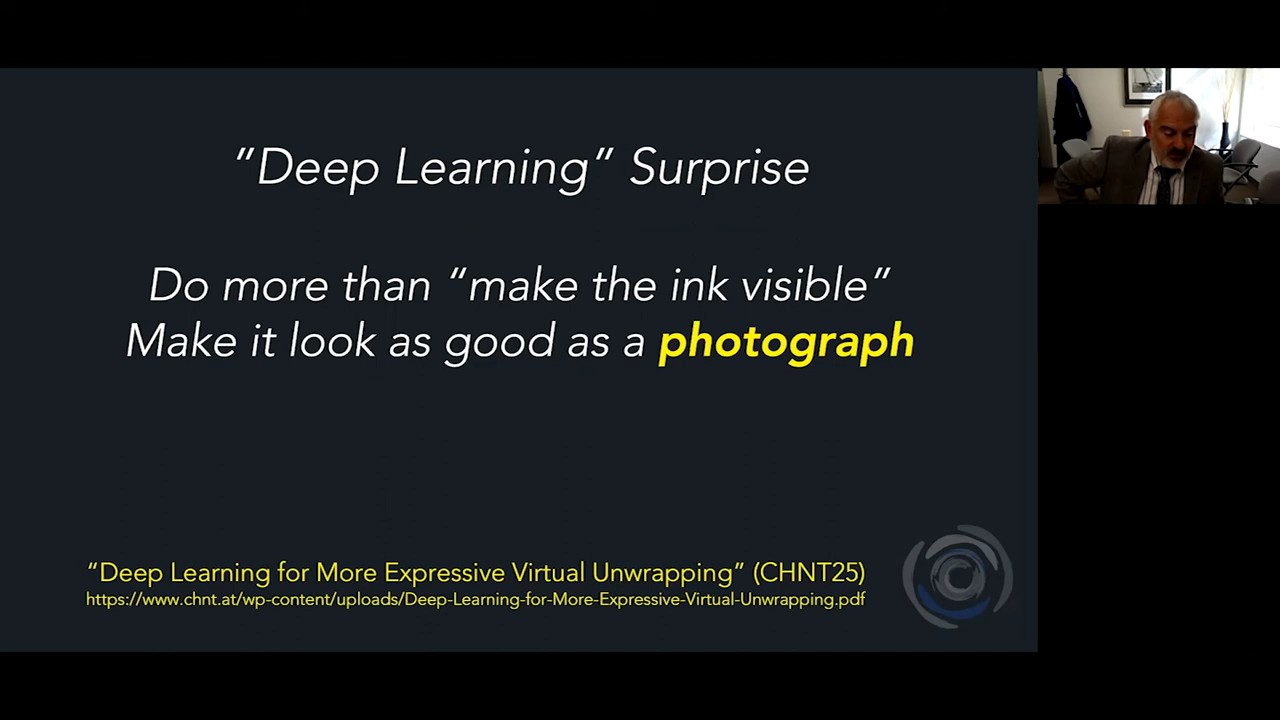 ”Deep Learning” Surprise
Do more than “make the ink visible”
Make it look as good as a photograph
“Deep Learning for More Expressive Virtual Unwrapping” (CHNT25)
https://www.chnt.at/wp-content/uploads/Deep-Learning-for-More-Expressive-Virtual-Unwrapping.pdf